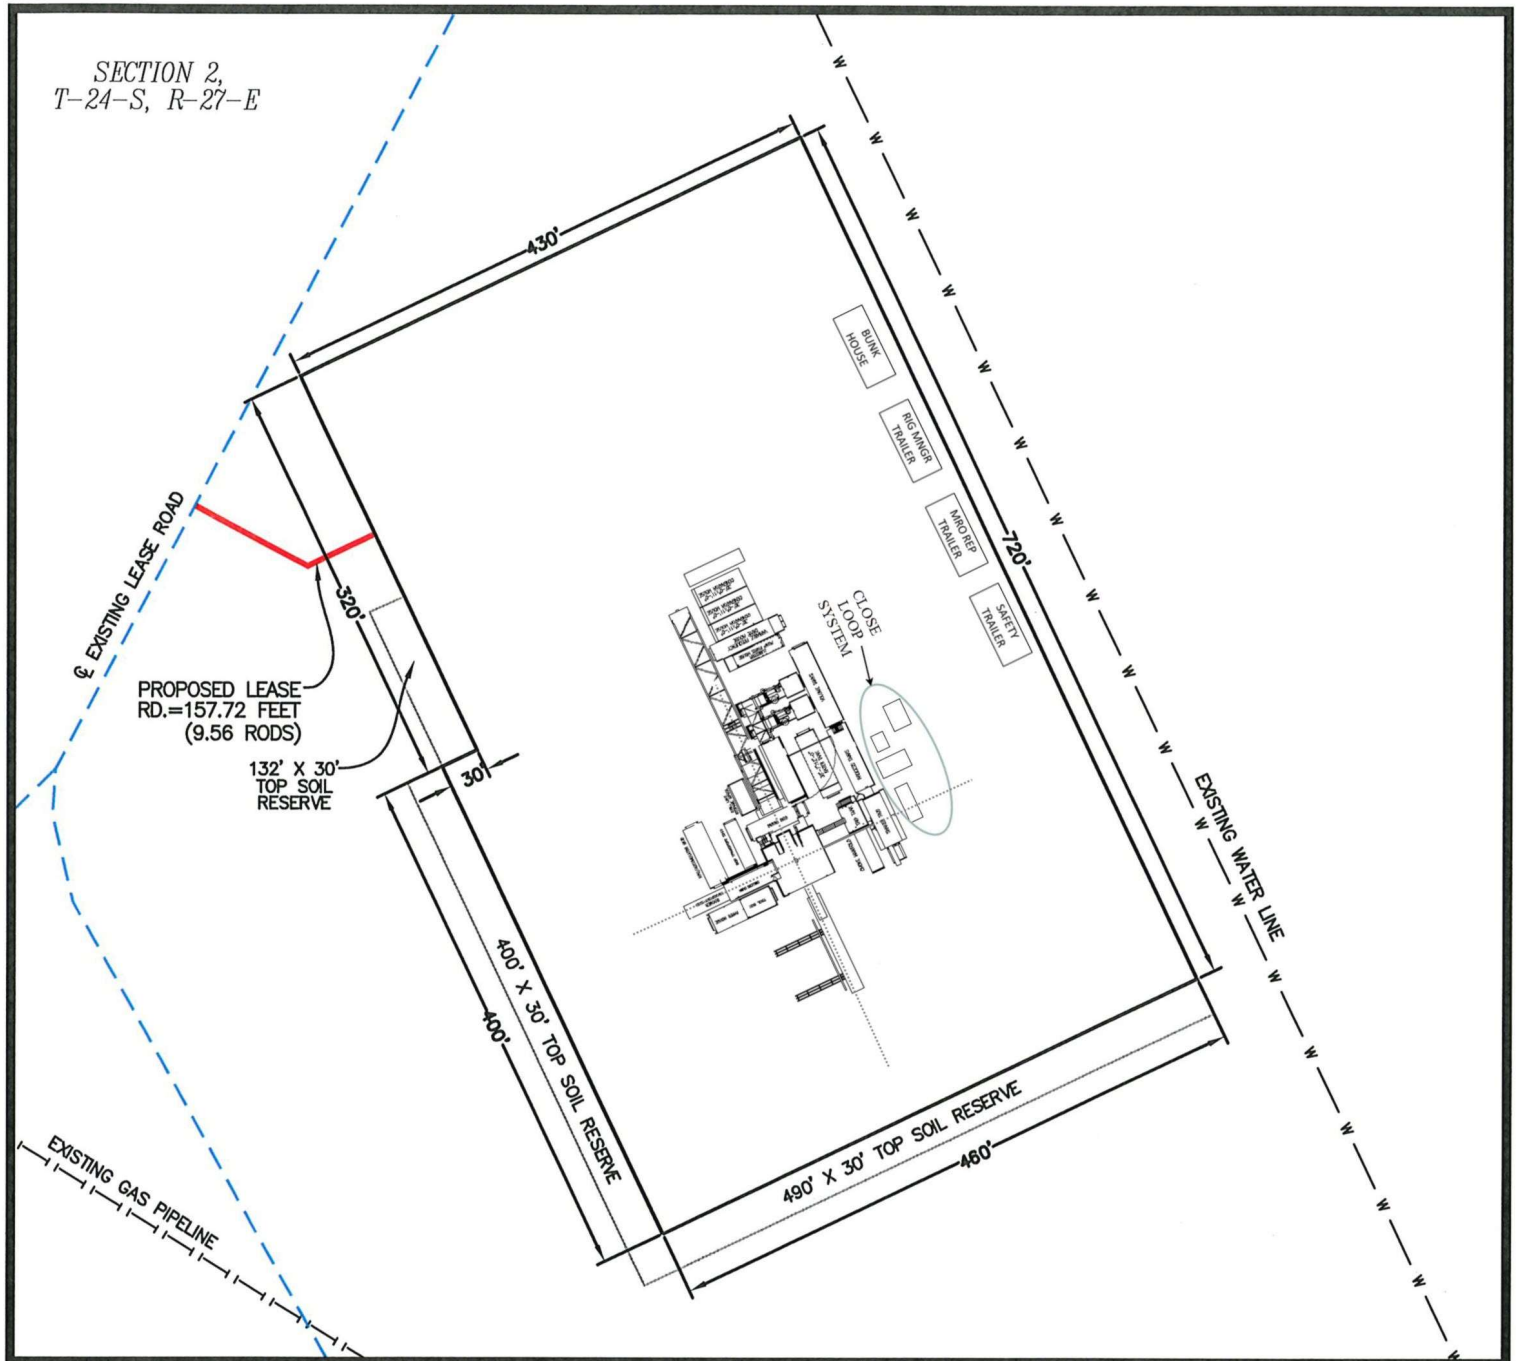 SECTION 2,
T-24-S, R-27-E
430'
BUNK
HOUSE
RIG MNGR
TRAILER
MRO REP
TRAILER
SAFETY
TRAILER
720'
℄ EXISTING LEASE ROAD
320'
PROPOSED LEASE
RD.=157.72 FEET
(9.56 RODS)
132' X 30'
TOP SOIL
RESERVE
30'
CLOSE
LOOP
SYSTEM
EXISTING WATER LINE
W W W W W W W W W W W W W W W W W W W
400' X 30' TOP SOIL RESERVE
400'
490' X 30' TOP SOIL RESERVE
460'
EXISTING GAS PIPELINE